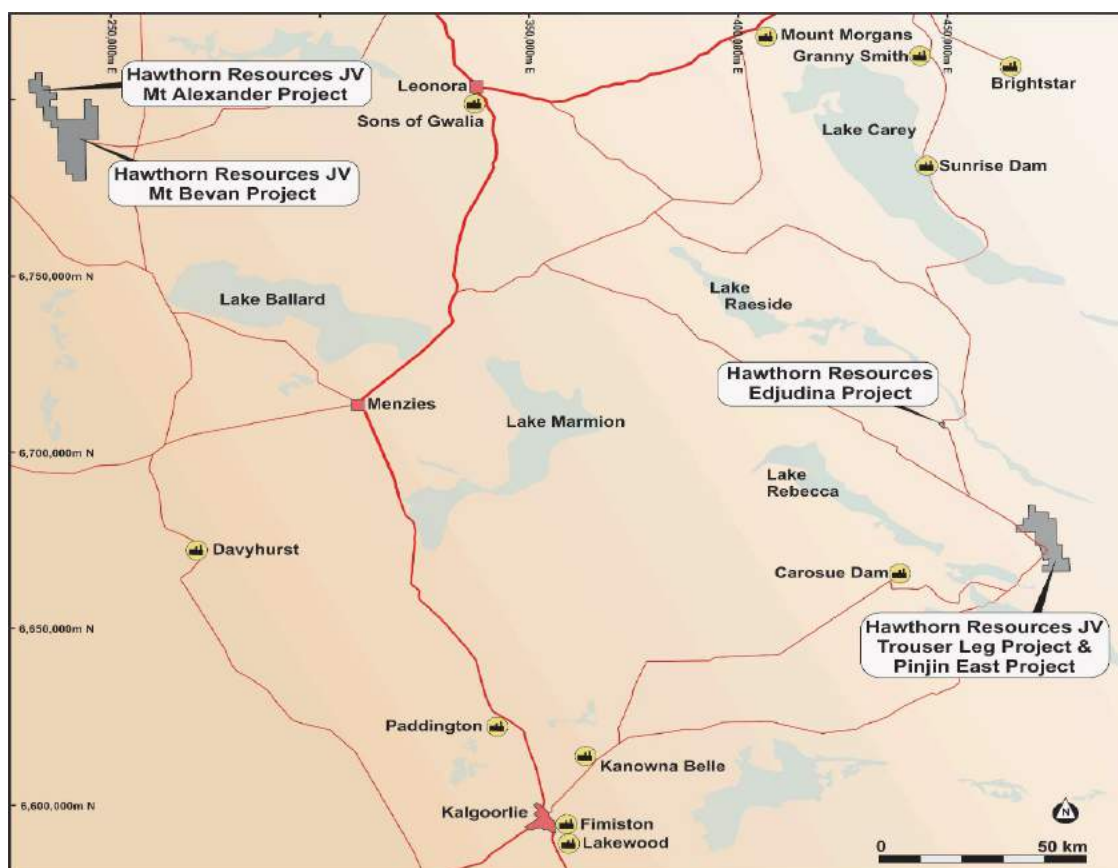 250,000m E
350,000m E
400,000m E
450,000m E
Mount Morgans
Granny Smith
Brightstar
Hawthorn Resources JV
Mt Alexander Project
Leonora
Sons of Gwalia
Lake Carey
Sunrise Dam
Hawthorn Resources JV
Mt Bevan Project
6,750,000m N
Lake Ballard
Lake
Raeside
Hawthorn Resources
Edjudina Project
Menzies
Lake Marmion
6,700,000m N
Lake
Rebecca
Davyhurst
Carosue Dam
6,650,000m N
Hawthorn Resources JV
Trouser Leg Project &
Pinjin East Project
Paddington
Kanowna Belle
6,600,000m N
Kalgoorlie
Fimiston
Lakewood
N
0
50 km